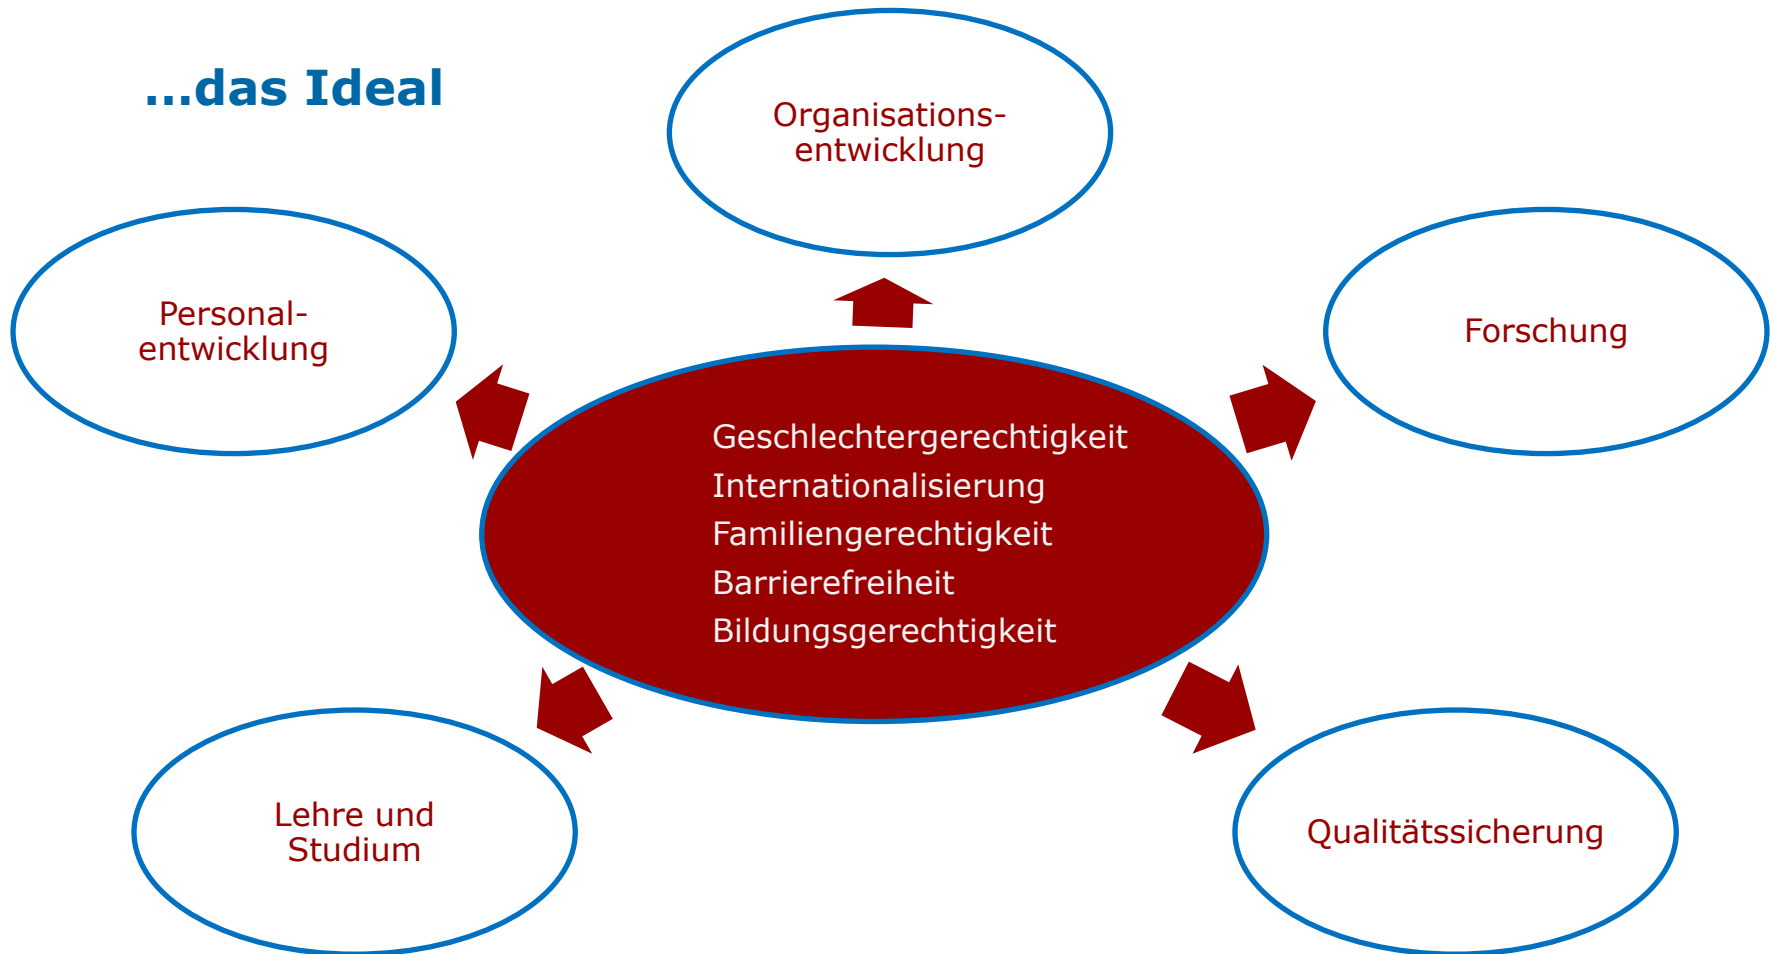 ...das Ideal
Organisations-
entwicklung
Personal-
entwicklung
Forschung
Geschlechtergerechtigkeit
Internationalisierung
Familiengerechtigkeit
Barrierefreiheit
Bildungsgerechtigkeit
Lehre und
Studium
Qualitätssicherung